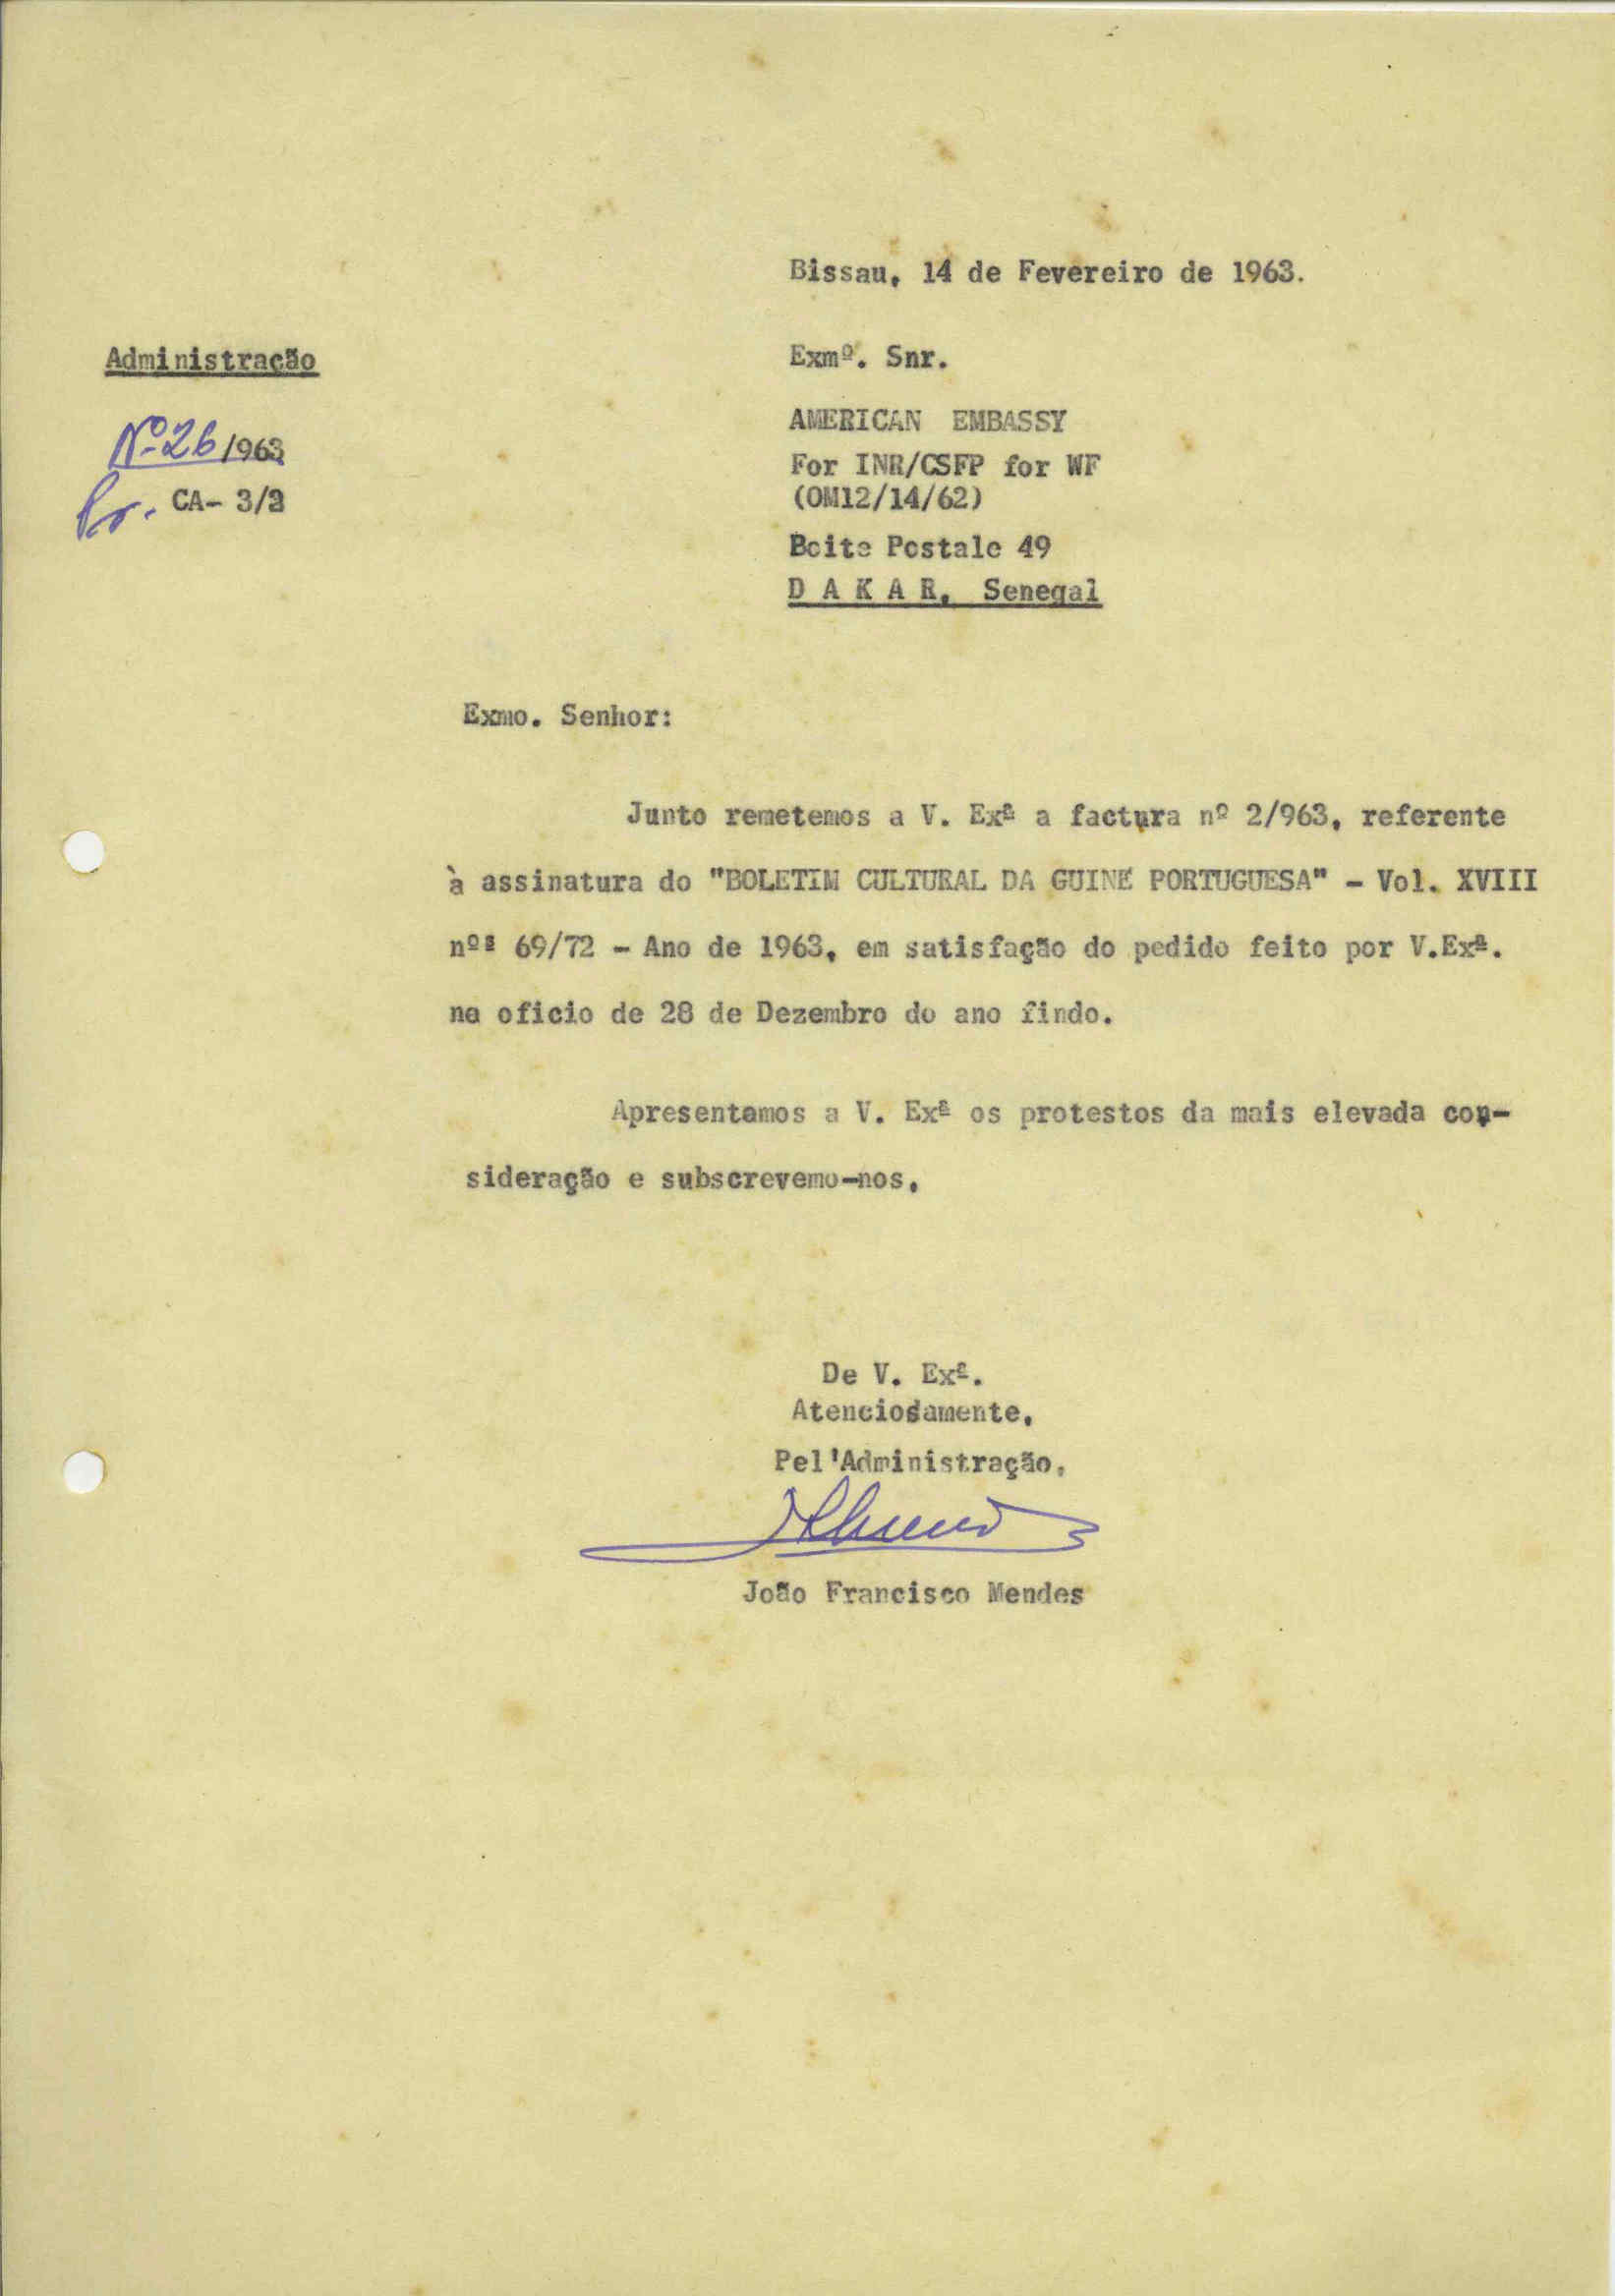 Bissau, 14 de Fevereiro de 1963.
Administração
Exmº. Snr.
Nº 26/963
AMERICAN EMBASSY
For INR/CSFP for WF
Pr. CA- 3/3
(OM12/14/62)
Boite Postale 49
D A K A R, Senegal
Exmo. Senhor:
Junto remetemos a V. Exª a factura nº 2/963, referente
à assinatura do "BOLETIM CULTURAL DA GUINÉ PORTUGUESA" - Vol. XVIII
nºs 69/72 - Ano de 1963, em satisfação do pedido feito por V.Exª.
no oficio de 28 de Dezembro do ano findo.
Apresentamos a V. Exª os protestos da mais elevada con-
sideração e subscrevemo-nos,
De V. Exª.
Atenciosamente,
Pel'Administração,
João Francisco Mendes